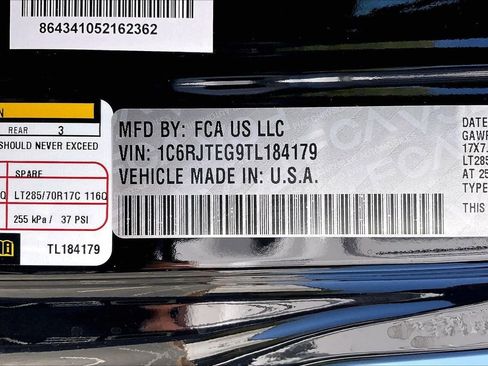 864341052162362
N
REAR 3
SHOULD NEVER EXCEED
SPARE
Q LT285/70R17C 116Q
255 kPa / 37 PSI
TL184179
MFD BY: FCA US LLC
VIN: 1C6RJTEG9TL184179
VEHICLE MADE IN: U.S.A.
DATE
GAWR
17X7.
LT285
AT 25
TYPE
THIS